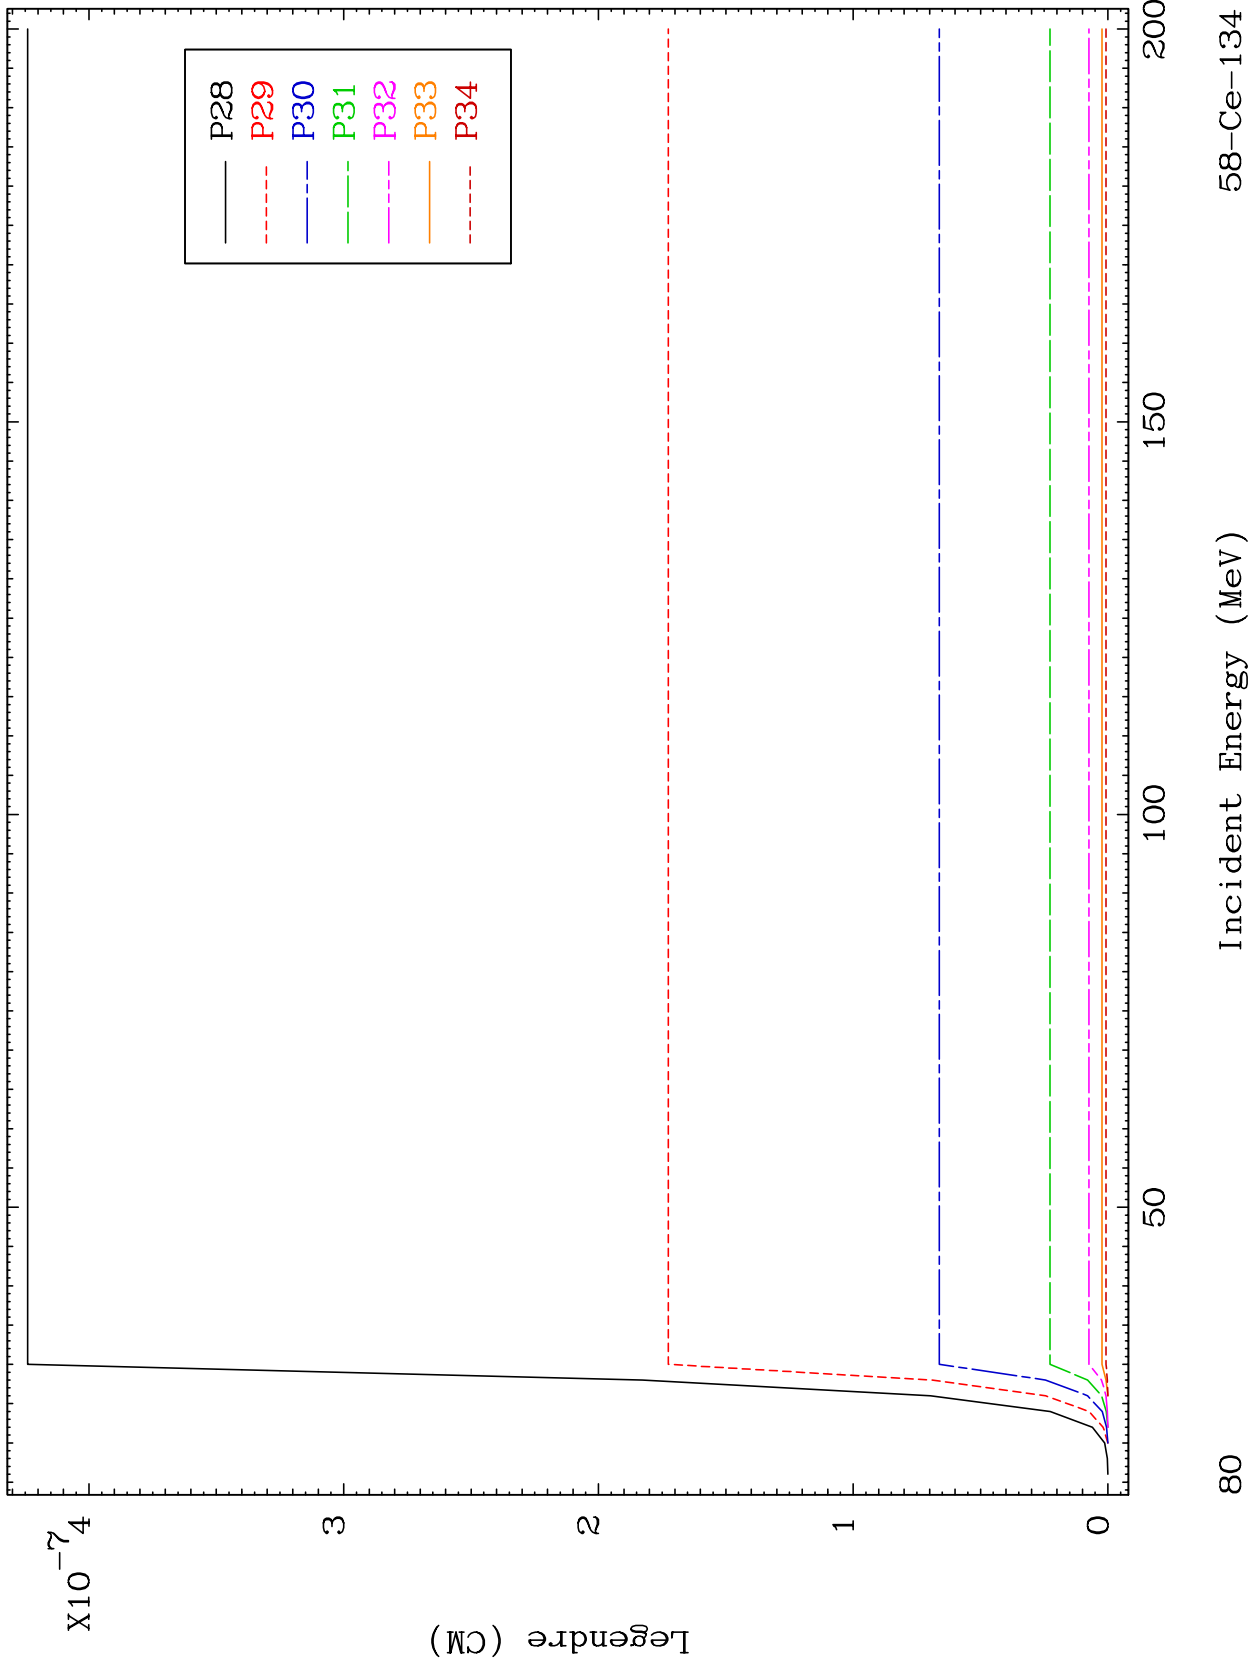 X10-7
4
3
2
1
0
Legendre (CM)
P28
P29
P30
P31
P32
P33
P34
50
100
150
200
Incident Energy (MeV)
80
58-Ce-134